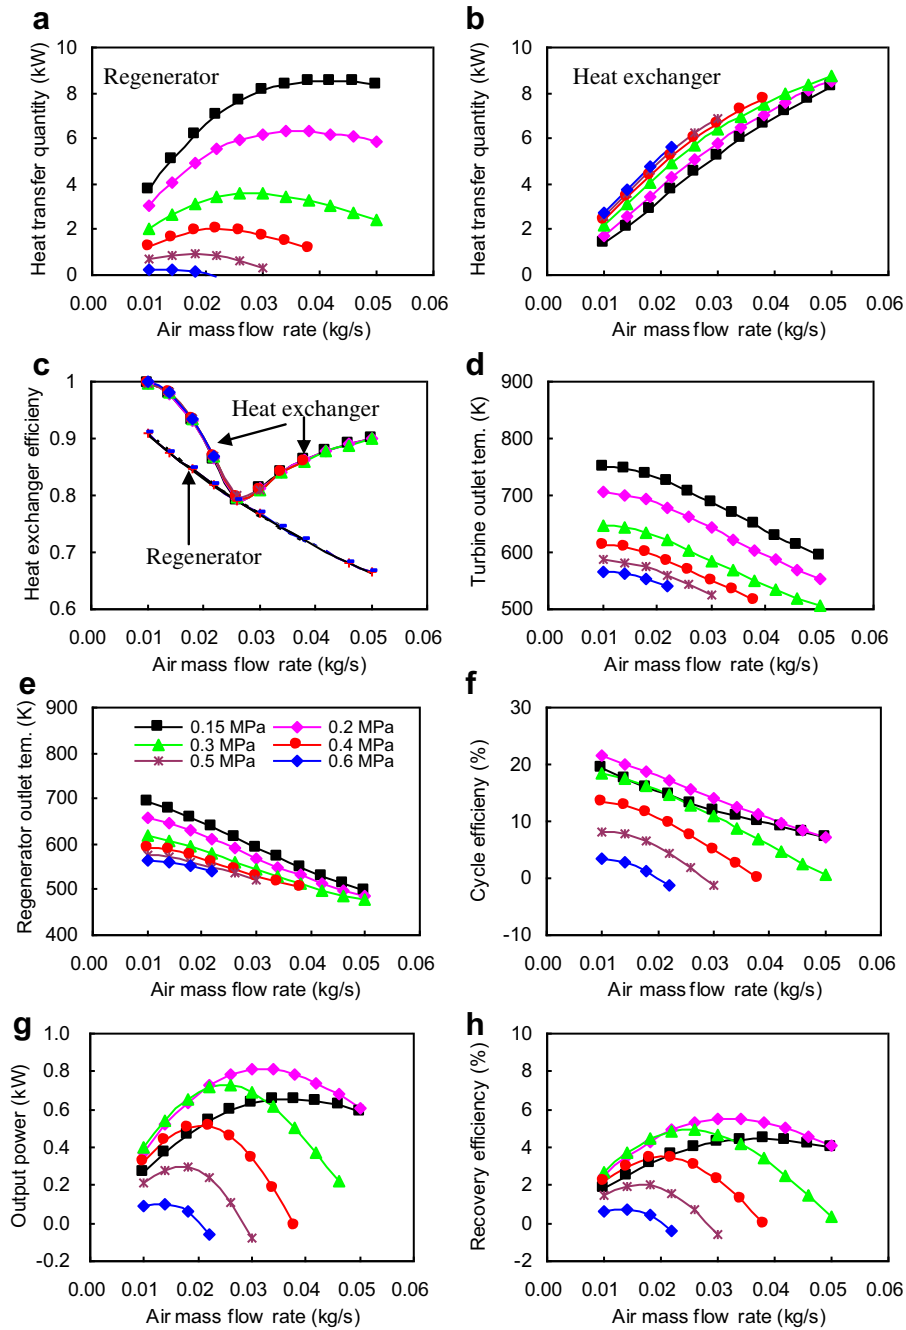 a
Heat transfer quantity (kW)
10
8
6
4
2
0
Regenerator
0.00 0.01 0.02 0.03 0.04 0.05 0.06
Air mass flow rate (kg/s)
b
Heat transfer quantity (kW)
10
8
6
4
2
0
Heat exchanger
0.00 0.01 0.02 0.03 0.04 0.05 0.06
Air mass flow rate (kg/s)
c
Heat exchanger efficieny
1
0.9
0.8
0.7
0.6
Heat exchanger
Regenerator
0.00 0.01 0.02 0.03 0.04 0.05 0.06
Air mass flow rate (kg/s)
d
Turbine outlet tem. (K)
900
800
700
600
500
0.00 0.01 0.02 0.03 0.04 0.05 0.06
Air mass flow rate (kg/s)
e
Regenerator outlet tem. (K)
900
800
700
600
500
400
0.15 MPa 0.2 MPa
0.3 MPa 0.4 MPa
0.5 MPa 0.6 MPa
0.00 0.01 0.02 0.03 0.04 0.05 0.06
Air mass flow rate (kg/s)
f
Cycle efficieny (%)
30
20
10
0
-10
0.00 0.01 0.02 0.03 0.04 0.05 0.06
Air mass flow rate (kg/s)
g
Output power (kW)
1.0
0.8
0.6
0.4
0.2
0.0
-0.2
0.00 0.01 0.02 0.03 0.04 0.05 0.06
Air mass flow rate (kg/s)
h
Recovery efficiency (%)
10
8
6
4
2
0
-2
0.00 0.01 0.02 0.03 0.04 0.05 0.06
Air mass flow rate (kg/s)